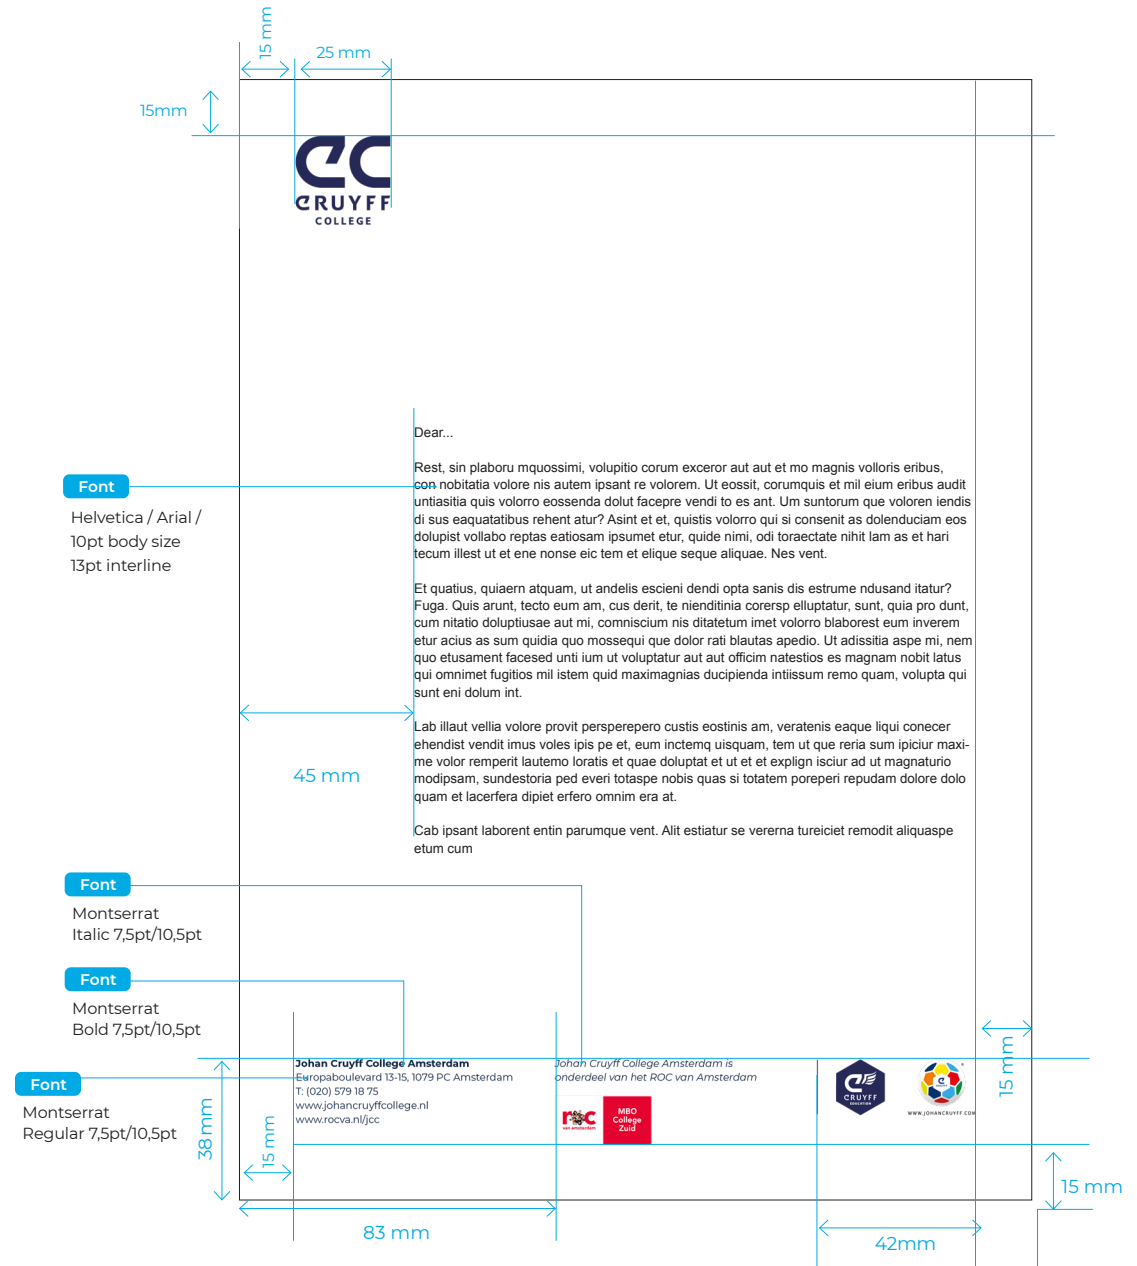 15 mm
25 mm
15mm
CRUYFF
COLLEGE
Dear...
Rest, sin plaboru mquossimi, volupitio corum exceror aut aut et mo magnis volloris eribus,
con nobitatia volore nis autem ipsant re volorem. Ut eossit, corumquis et mil eium eribus audit
untiasitia quis volorro eossenda dolut facepre vendi to es ant. Um suntorum que voloren iendis
di sus eaquatatibus rehent atur? Asint et et, quistis volorro qui si consenit as dolenduciam eos
dolupist vollabo reptas eatiosam ipsumet etur, quide nimi, odi toraectate nihit lam as et hari
tecum illest ut et ene nonse eic tem et elique seque aliquae. Nes vent.
Font
Helvetica / Arial /
10pt body size
13pt interline
Et quatius, quiaern atquam, ut andelis escieni dendi opta sanis dis estrume ndusand itatur?
Fuga. Quis arunt, tecto eum am, cus derit, te nienditinia corersp elluptatur, sunt, quia pro dunt,
cum nitatio doluptiusae aut mi, comniscium nis ditatetum imet volorro blaborest eum inverem
etur acius as sum quidia quo mossequi que dolor rati blautas apedio. Ut adissitia aspe mi, nem
quo etusament facesed unti ium ut voluptatur aut aut officim natestios es magnam nobit latus
qui omnimet fugitios mil istem quid maximagnias ducipienda intiissum remo quam, volupta qui
sunt eni dolum int.
Lab illaut vellia volore provit persperepero custis eostinis am, veratenis eaque liqui conecer
ehendist vendit imus voles ipis pe et, eum inctemq uisquam, tem ut que reria sum ipiciur maxi-
me volor remperit lautemo loratis et quae doluptat et ut et et explign isciur ad ut magnaturio
modipsam, sundestoria ped everi totaspe nobis quas si totatem poreperi repudam dolore dolo
quam et lacerfera dipiet erfero omnim era at.
45 mm
Cab ipsant laborent entin parumque vent. Alit estiatur se vererna tureiciet remodit aliquaspe
etum cum
Font
Montserrat
Italic 7,5pt/10,5pt
Font
Montserrat
Bold 7,5pt/10,5pt
Font
Montserrat
Regular 7,5pt/10,5pt
Johan Cruyff College Amsterdam
Europaboulevard 13-15, 1079 PC Amsterdam
T: (020) 579 18 75
www.johancruyffcollege.nl
www.rocva.nl/jcc
Johan Cruyff College Amsterdam is
onderdeel van het ROC van Amsterdam
roc
van amsterdam
MBO
College
Zuid
CRUYFF
EDUCATION
WWW.JOHANCRUYFF.COM
15 mm
38 mm
15 mm
15 mm
83 mm
42mm